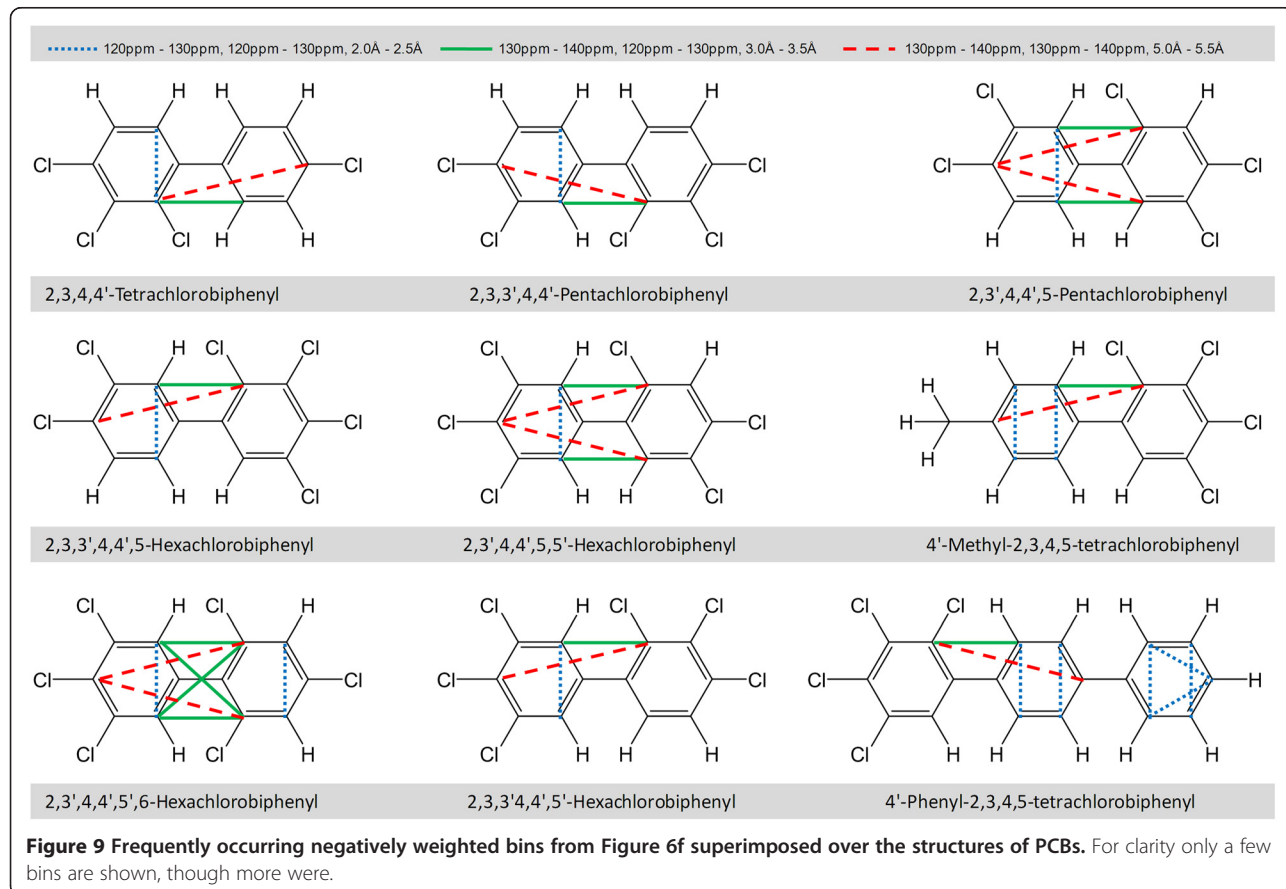 120ppm - 130ppm, 120ppm - 130ppm, 2.0Å - 2.5Å 130ppm - 140ppm, 120ppm - 130ppm, 3.0Å - 3.5Å 130ppm - 140ppm, 130ppm - 140ppm, 5.0Å - 5.5Å
H H H H H H H H Cl H Cl H
Cl Cl Cl Cl Cl Cl
Cl Cl H H Cl H Cl Cl H H H Cl
2,3,4,4'-Tetrachlorobiphenyl 2,3,3',4,4'-Pentachlorobiphenyl 2,3',4,4',5-Pentachlorobiphenyl
Cl H Cl Cl Cl H Cl H H H Cl Cl
H
Cl Cl Cl Cl H C Cl
H
H H H Cl Cl H H Cl H H H Cl
2,3,3',4,4',5-Hexachlorobiphenyl 2,3',4,4',5,5'-Hexachlorobiphenyl 4'-Methyl-2,3,4,5-tetrachlorobiphenyl
Cl H Cl H Cl H Cl Cl Cl Cl H H H H
Cl Cl Cl Cl Cl H
Cl H Cl H Cl H H H Cl H H H H H
2,3',4,4',5',6-Hexachlorobiphenyl 2,3,3'4,4',5'-Hexachlorobiphenyl 4'-Phenyl-2,3,4,5-tetrachlorobiphenyl
Figure 9 Frequently occurring negatively weighted bins from Figure 6f superimposed over the structures of PCBs. For clarity only a few
bins are shown, though more were.